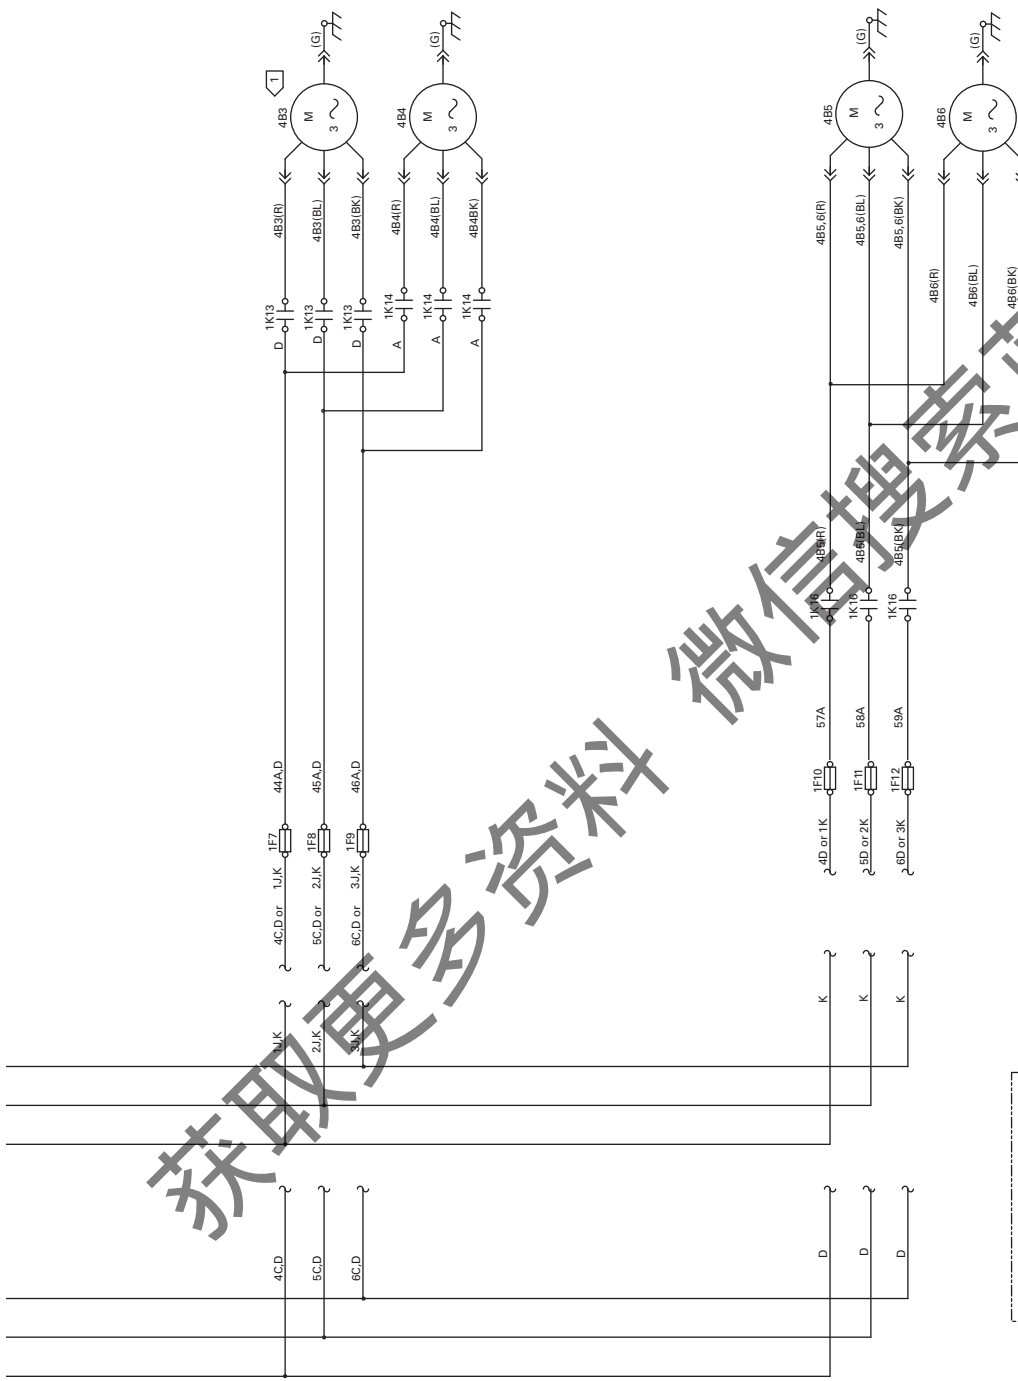 (G)
(G)
(G)
(G)
1
4B3
M
3
4B4
M
3
4B5
M
3
4B6
M
3
4B3(R)
4B3(BL)
4B3(BK)
4B4(R)
4B4(BL)
4B4BK)
4B5,6(R)
4B5,6(BL)
4B5,6(BK)
4B6(R)
4B6(BL)
4B6(BK)
1K13
1K13
1K13
1K14
1K14
1K14
D
D
D
A
A
A
4B5(R)
4B5(BL)
4B5(BK)
1K16
1K16
1K16
57A
58A
59A
44A,D
45A,D
46A,D
1F10
1F11
1F12
1F7
1F8
1F9
4D or 1K
5D or 2K
6D or 3K
4C,D or 1J,K
5C,D or 2J,K
6C,D or 3J,K
K
K
K
1J,K
2J,K
3J,K
4C,D
5C,D
6C,D
D
D
D
获取更多资料 微信搜索